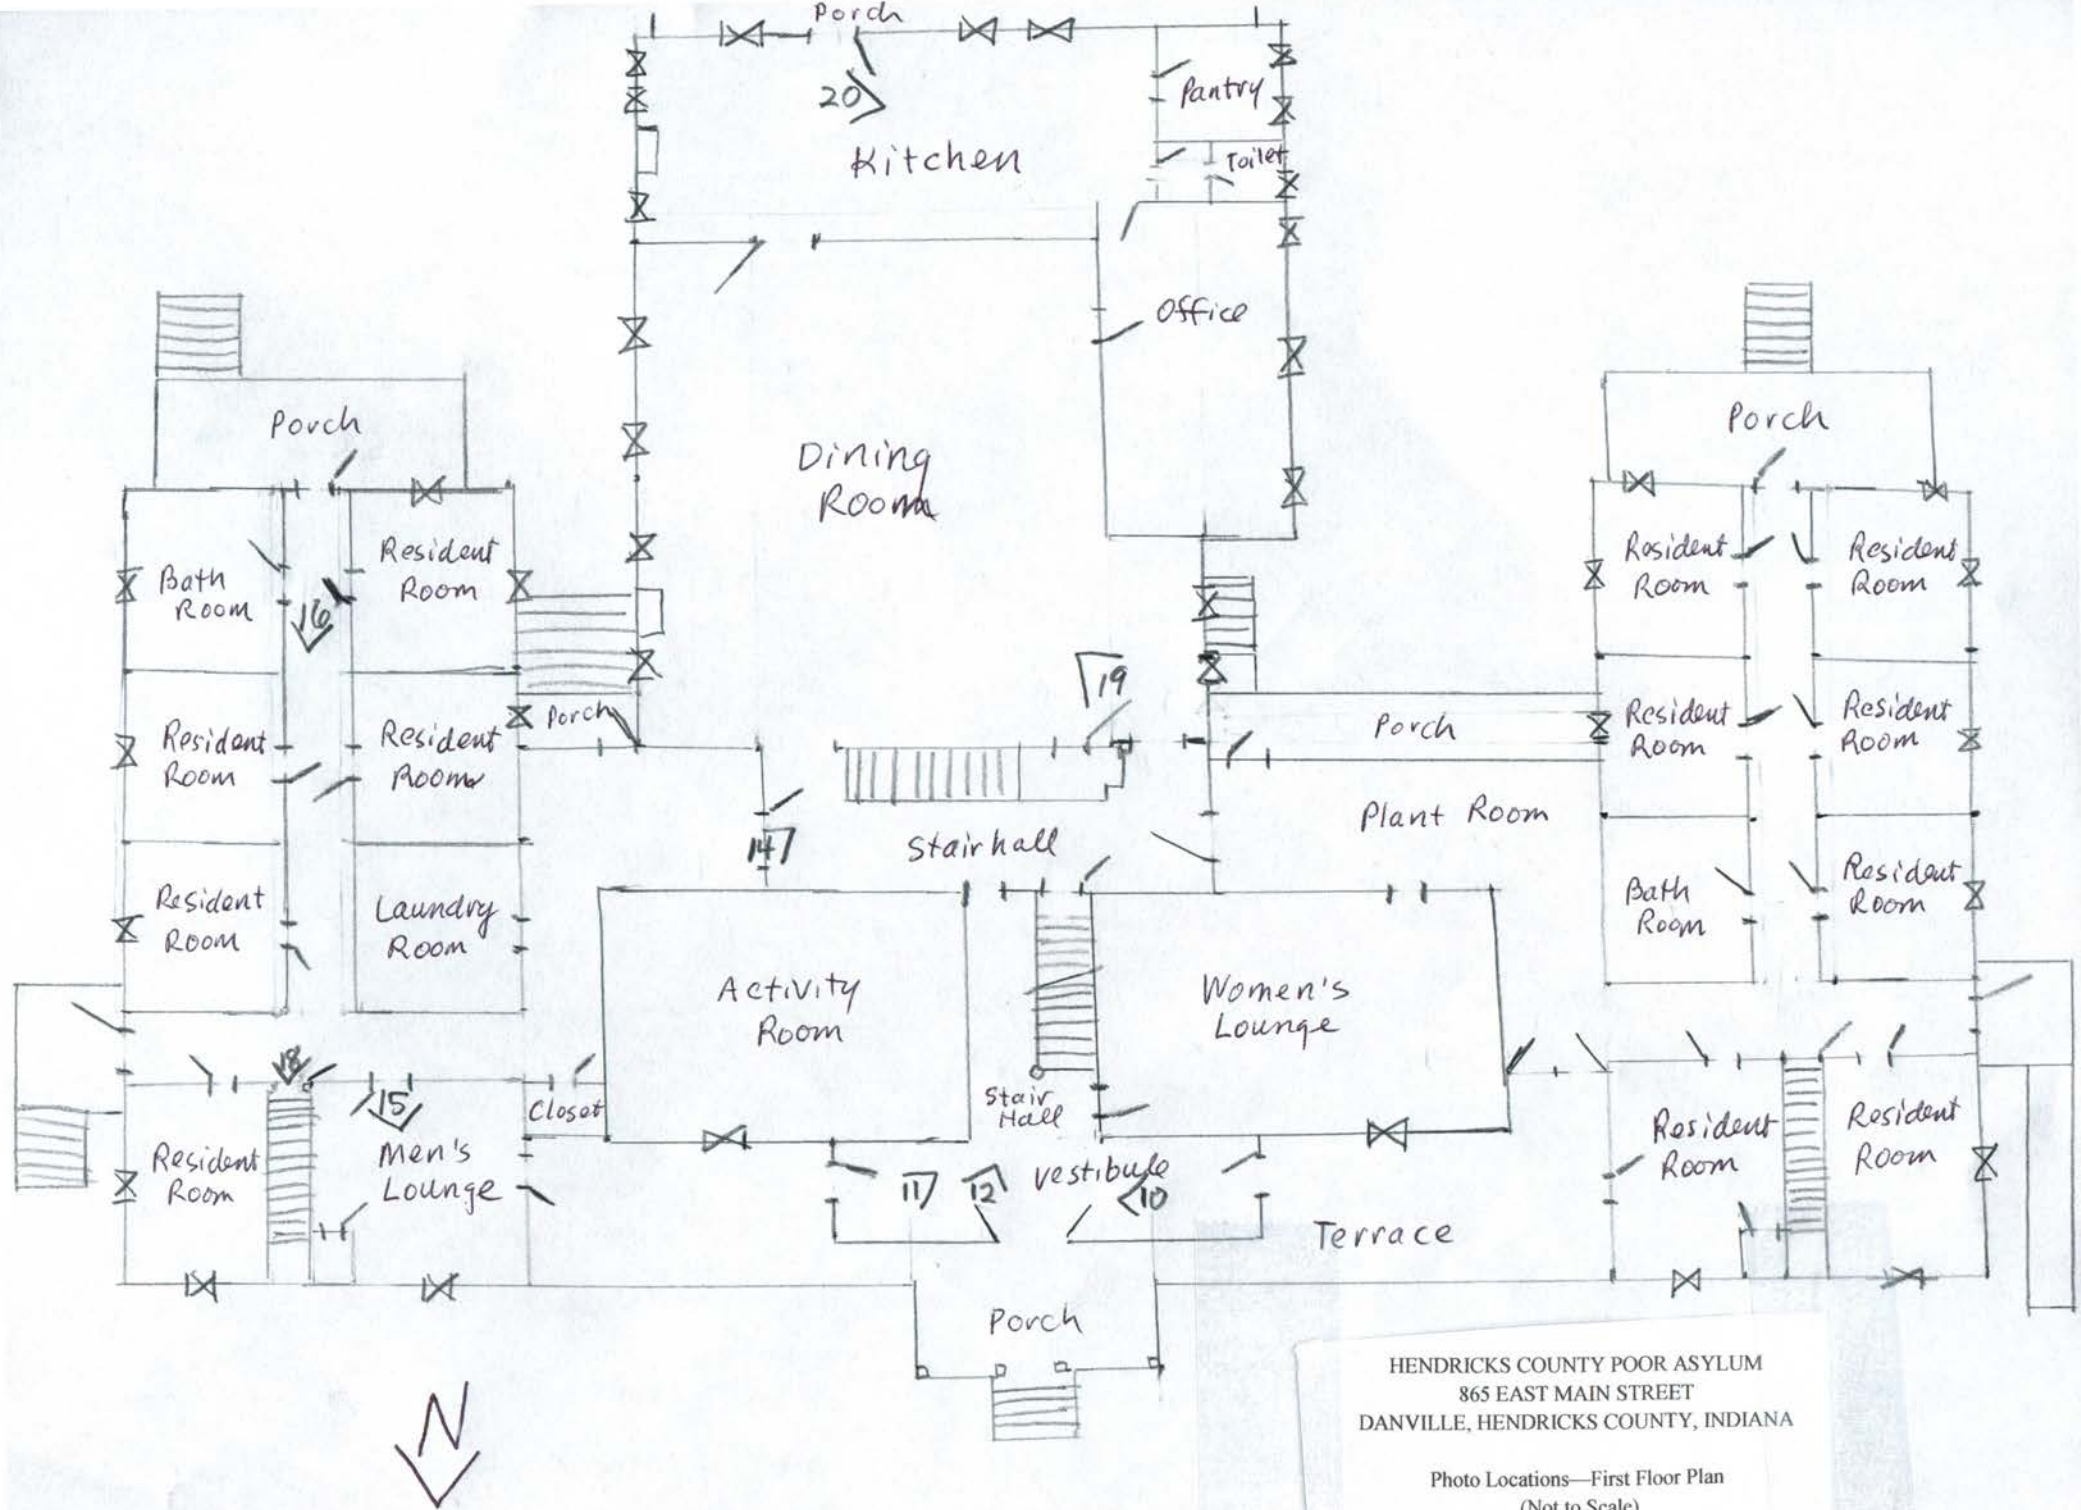 Porch
20
Pantry
Kitchen
Toilet
Office
Porch
Porch
Dining
Room
Bath
Room
Resident
Room
16
Resident
Room
Resident
Room
19
Resident
Room
Resident
Room
Porch
Porch
Resident
Room
Resident
Room
14
Stairhall
Plant Room
Resident
Room
Laundry
Room
Bath
Room
Resident
Room
Activity
Room
Women's
Lounge
18
15
Closet
Stair
Hall
Resident
Room
Men's
Lounge
11
12
Vestibule
10
Resident
Room
Resident
Room
Terrace
Porch
N
HENDRICKS COUNTY POOR ASYLUM
865 EAST MAIN STREET
DANVILLE, HENDRICKS COUNTY, INDIANA
Photo Locations—First Floor Plan
(Not to Scale)